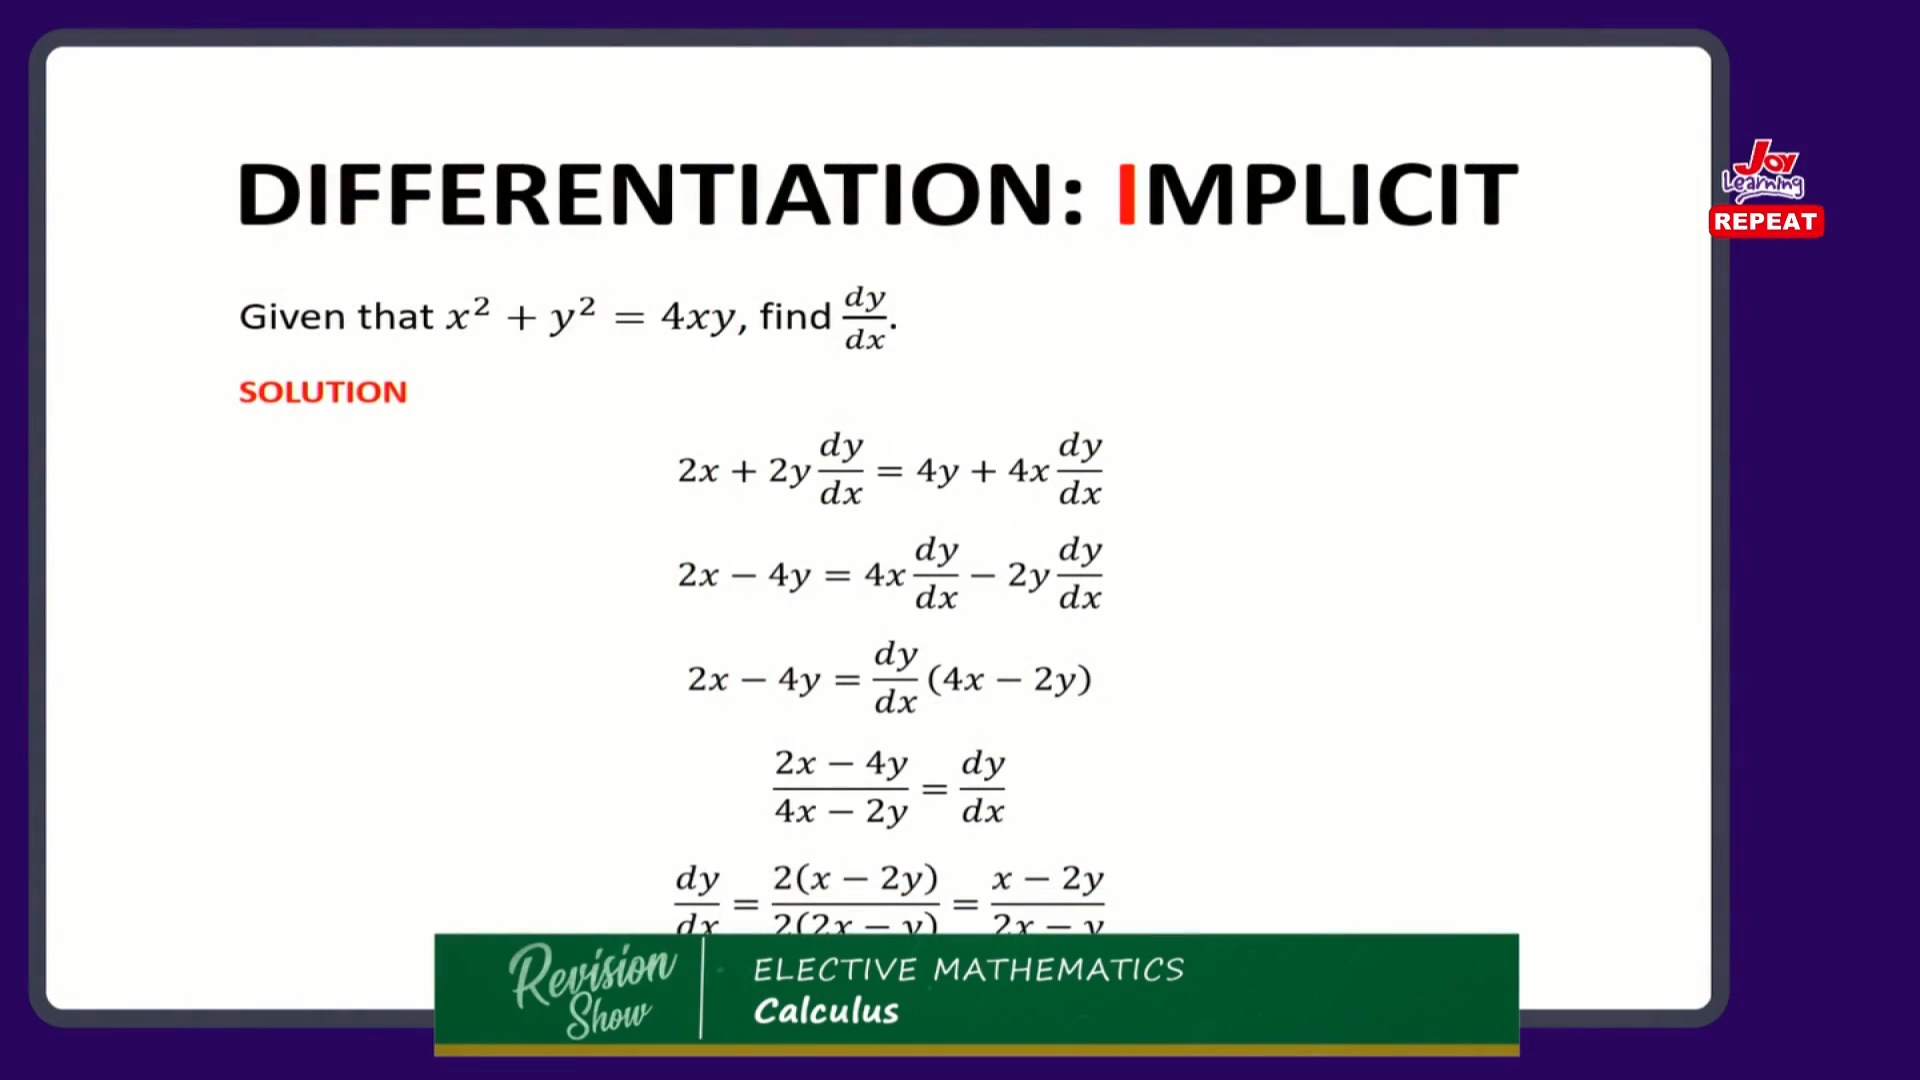 DIFFERENTIATION: IMPLICIT
Joy
Learning
REPEAT
Given that x² + y² = 4xy, find dy/dx.
SOLUTION
2x + 2y dy/dx = 4y + 4x dy/dx
2x − 4y = 4x dy/dx − 2y dy/dx
2x − 4y = dy/dx (4x − 2y)
(2x − 4y)/(4x − 2y) = dy/dx
dy/dx = 2(x − 2y)/2(2x − y) = (x − 2y)/(2x − y)
Revision
Show
ELECTIVE MATHEMATICS
Calculus